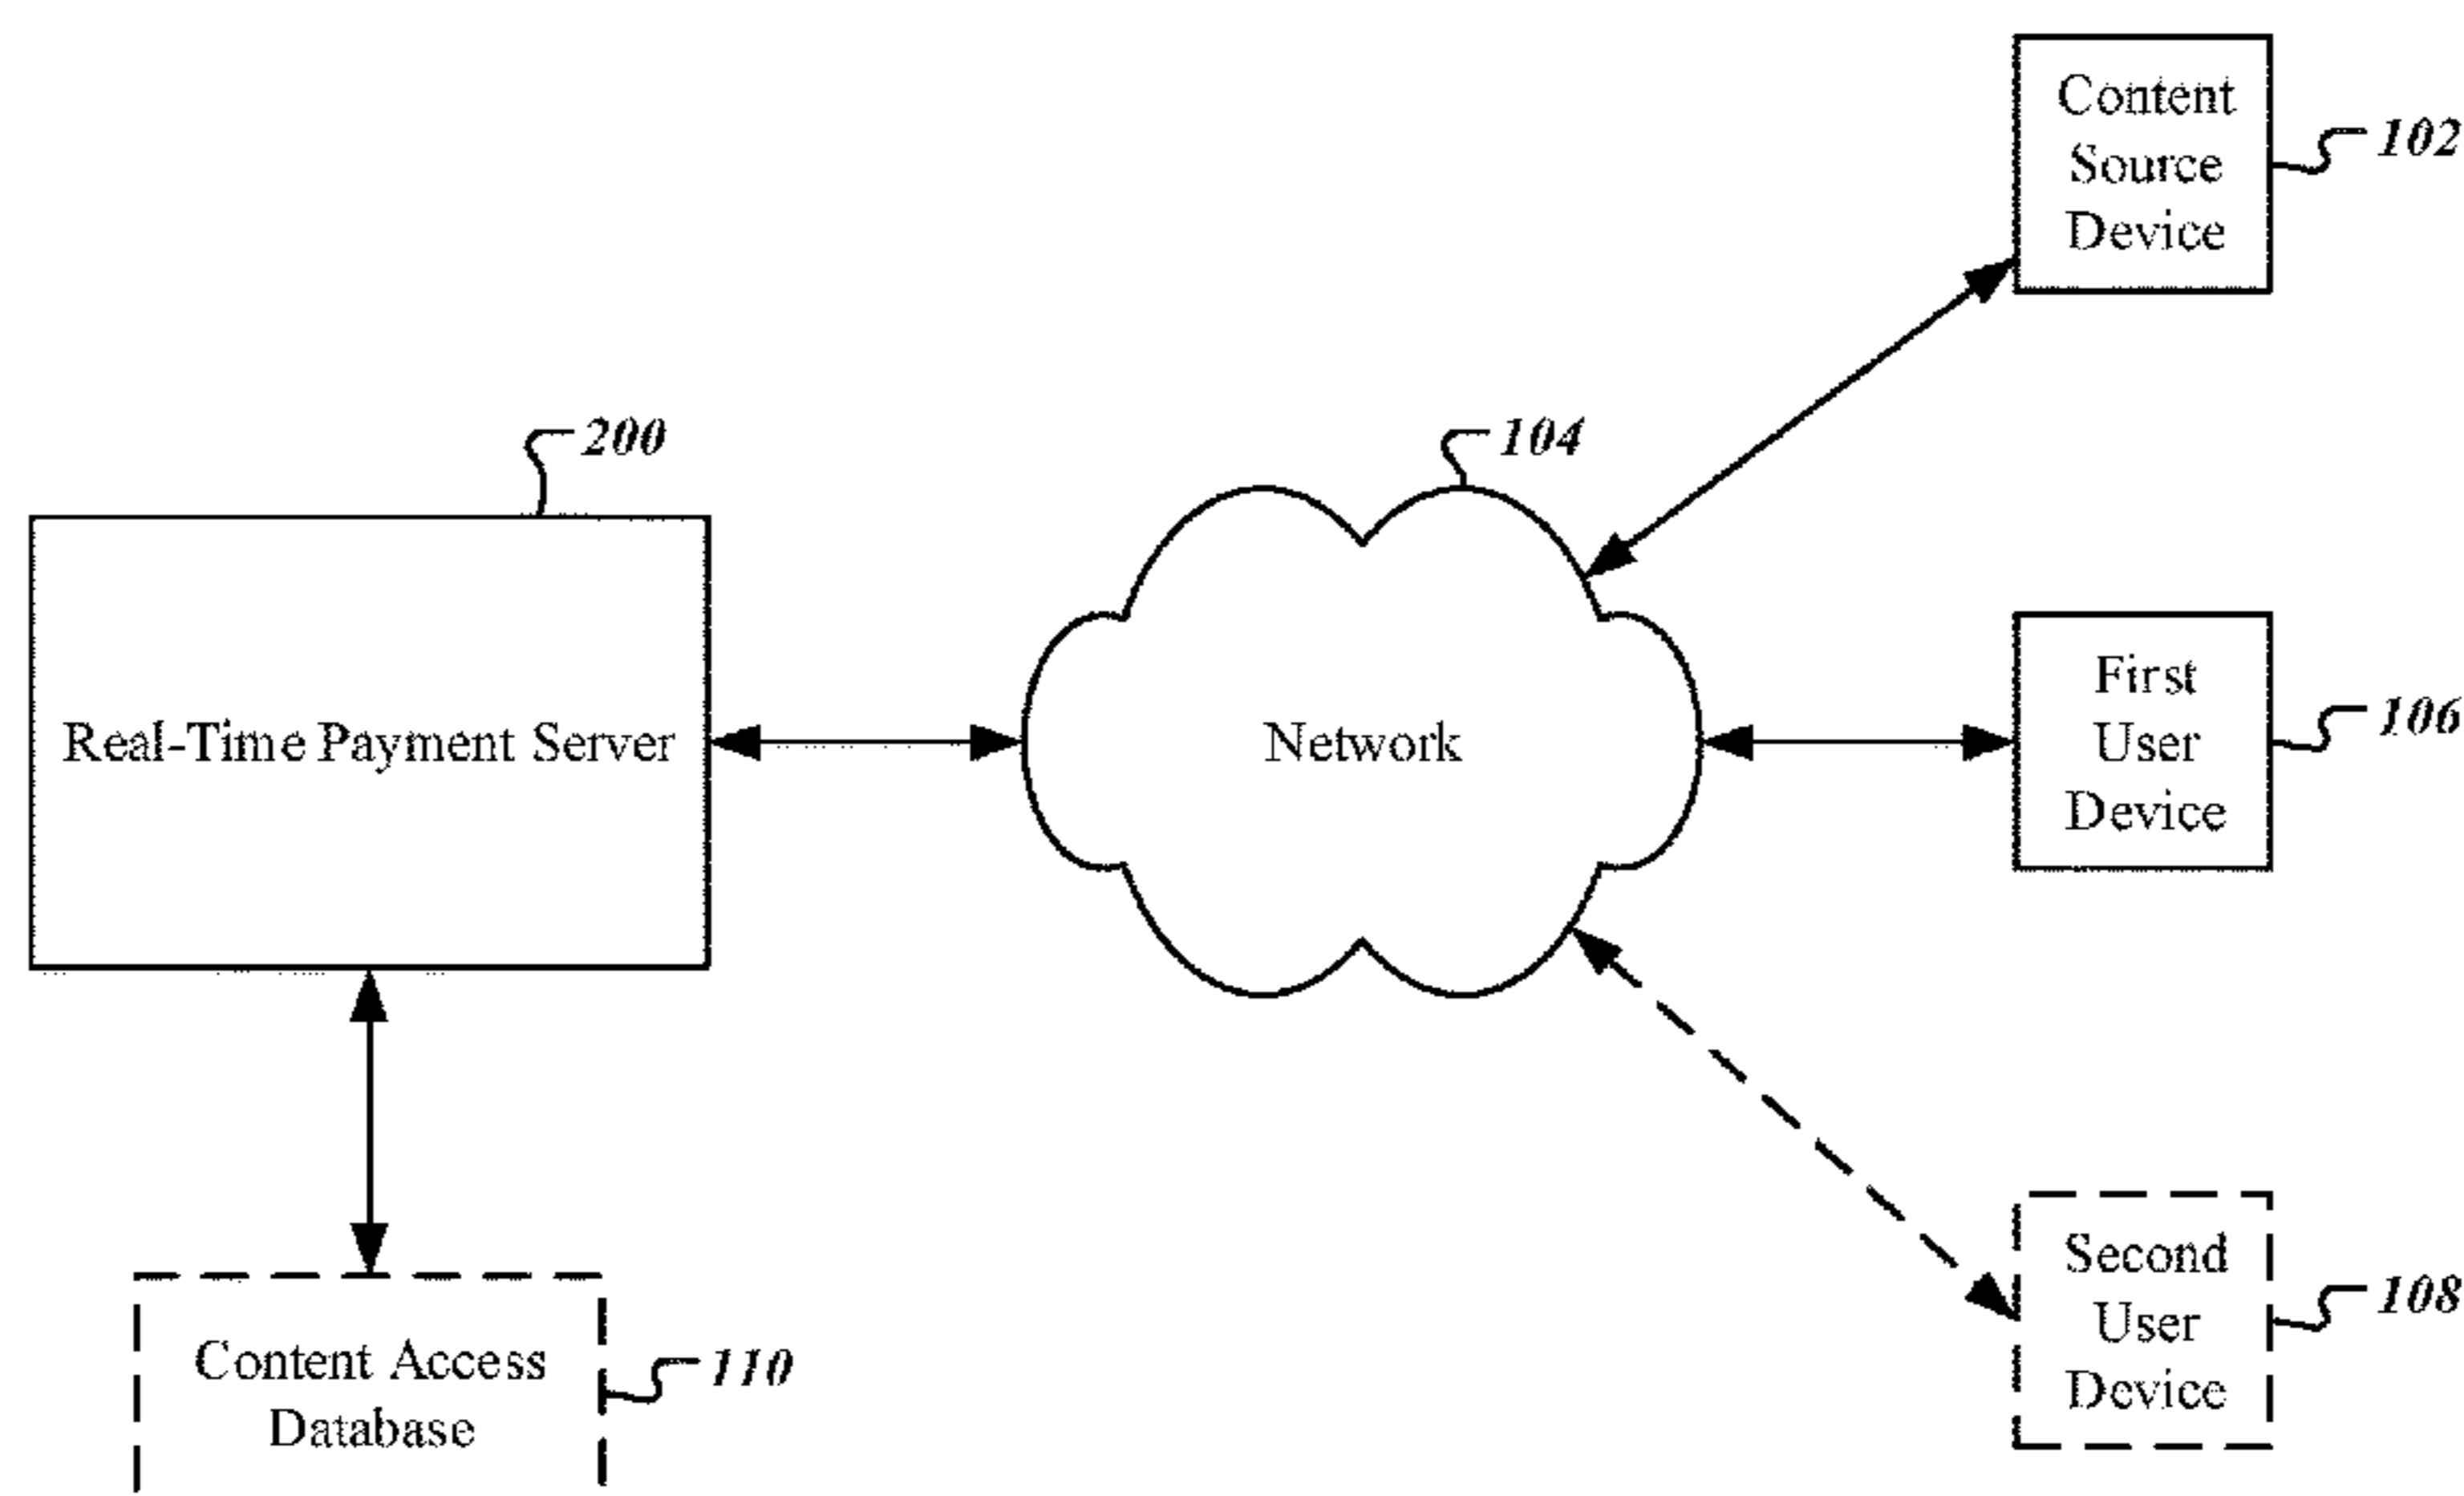 Content
Source
Device
102
200
104
Real-Time Payment Server
Network
First
User
Device
106
Second
User
Device
108
Content Access
Database
110